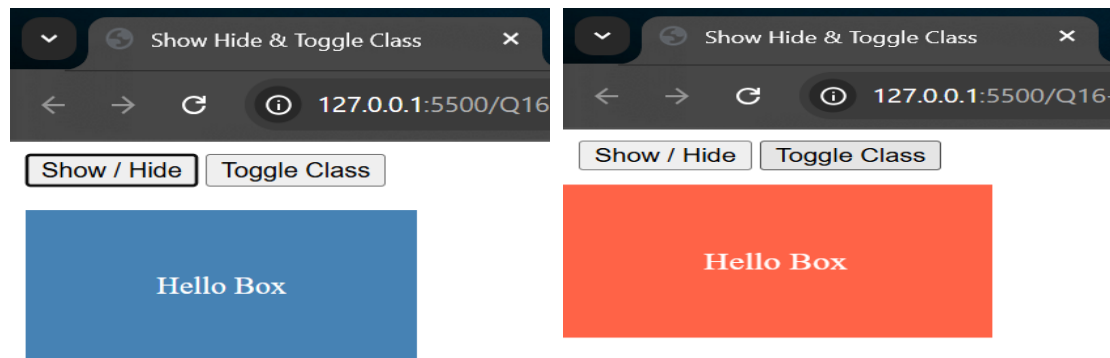 Show Hide & Toggle Class
127.0.0.1:5500/Q16
Show / Hide Toggle Class
Hello Box
Show Hide & Toggle Class
127.0.0.1:5500/Q16-
Show / Hide Toggle Class
Hello Box